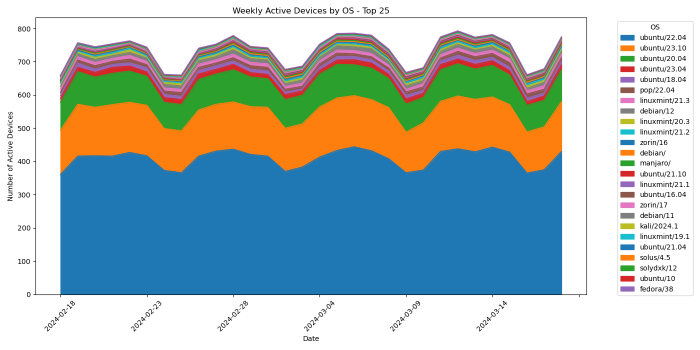 Weekly Active Devices by OS - Top 25
Number of Active Devices
800
700
600
500
400
300
200
100
0
2024-02-18
2024-02-23
2024-02-28
2024-03-04
2024-03-09
2024-03-14
Date
OS
ubuntu/22.04
ubuntu/23.10
ubuntu/20.04
ubuntu/23.04
ubuntu/18.04
pop/22.04
linuxmint/21.3
debian/12
linuxmint/20.3
linuxmint/21.2
zorin/16
debian/
manjaro/
ubuntu/21.10
linuxmint/21.1
ubuntu/16.04
zorin/17
debian/11
kali/2024.1
linuxmint/19.1
ubuntu/21.04
solus/4.5
solydxk/12
ubuntu/10
fedora/38